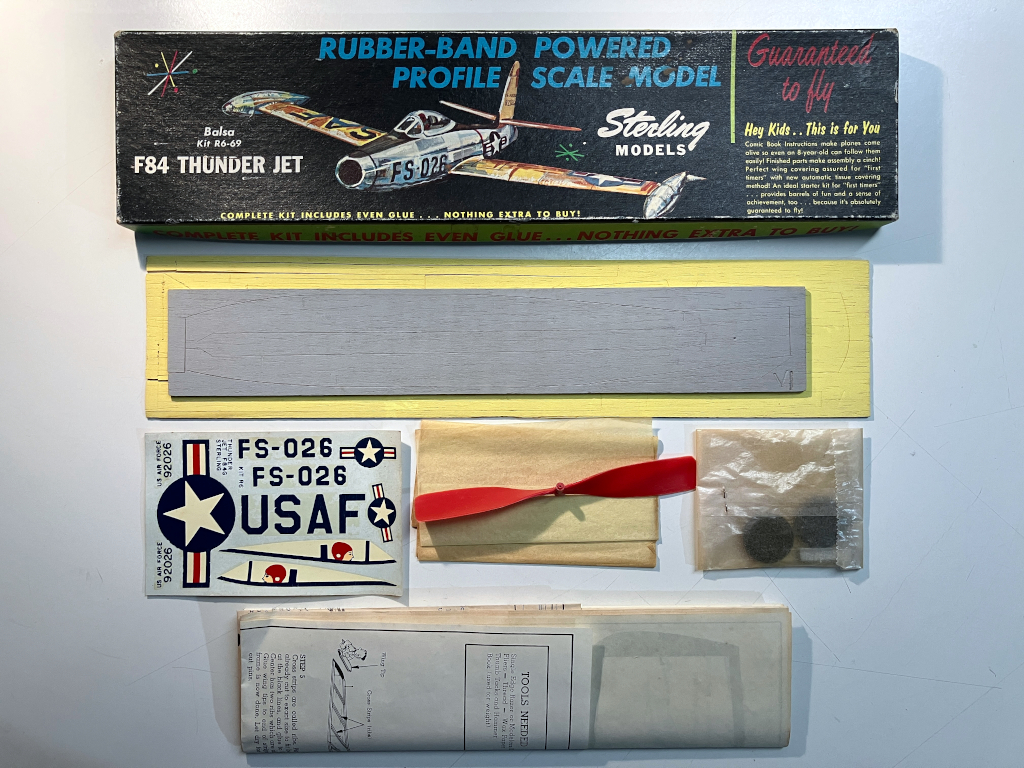 RUBBER-BAND POWERED
PROFILE SCALE MODEL
Guaranteed
to fly
Balsa
Kit R6-69
F84 THUNDER JET
USAF
FS-026
Sterling
MODELS
Hey Kids . . This is for You
Comic Book Instructions make planes come
alive so even an 8-year-old can follow them
easily! Finished parts make assembly a cinch!
Perfect wing covering assured for "first
timers" with new automatic tissue covering
method! An ideal starter kit for "first timers"
. . . provides barrels of fun and a sense of
achievement, too . . . because it's absolutely
guaranteed to fly!
COMPLETE KIT INCLUDES EVEN GLUE . . . NOTHING EXTRA TO BUY!
COMPLETE KIT INCLUDES EVEN GLUE . . . NOTHING EXTRA TO BUY!
US AIR FORCE
92026
THUNDER
JET F84G
STERLING
KIT R6
FS-026
FS-026
USAF
US AIR FORCE
92026
TOOLS NEEDED
Wing Tip
STEP 5